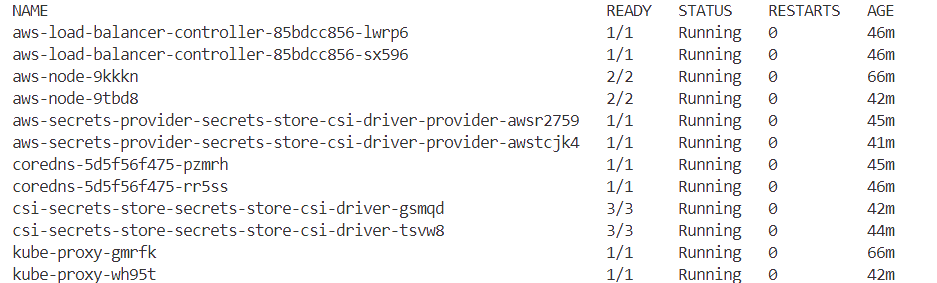 NAME READY STATUS RESTARTS AGE
aws-load-balancer-controller-85bdcc856-lwrp6 1/1 Running 0 46m
aws-load-balancer-controller-85bdcc856-sx596 1/1 Running 0 46m
aws-node-9kkkn 2/2 Running 0 66m
aws-node-9tbd8 2/2 Running 0 42m
aws-secrets-provider-secrets-store-csi-driver-provider-awsr2759 1/1 Running 0 45m
aws-secrets-provider-secrets-store-csi-driver-provider-awstcjk4 1/1 Running 0 41m
coredns-5d5f56f475-pzmrh 1/1 Running 0 45m
coredns-5d5f56f475-rr5ss 1/1 Running 0 46m
csi-secrets-store-secrets-store-csi-driver-gsmqd 3/3 Running 0 42m
csi-secrets-store-secrets-store-csi-driver-tsvw8 3/3 Running 0 44m
kube-proxy-gmrfk 1/1 Running 0 66m
kube-proxy-wh95t 1/1 Running 0 42m